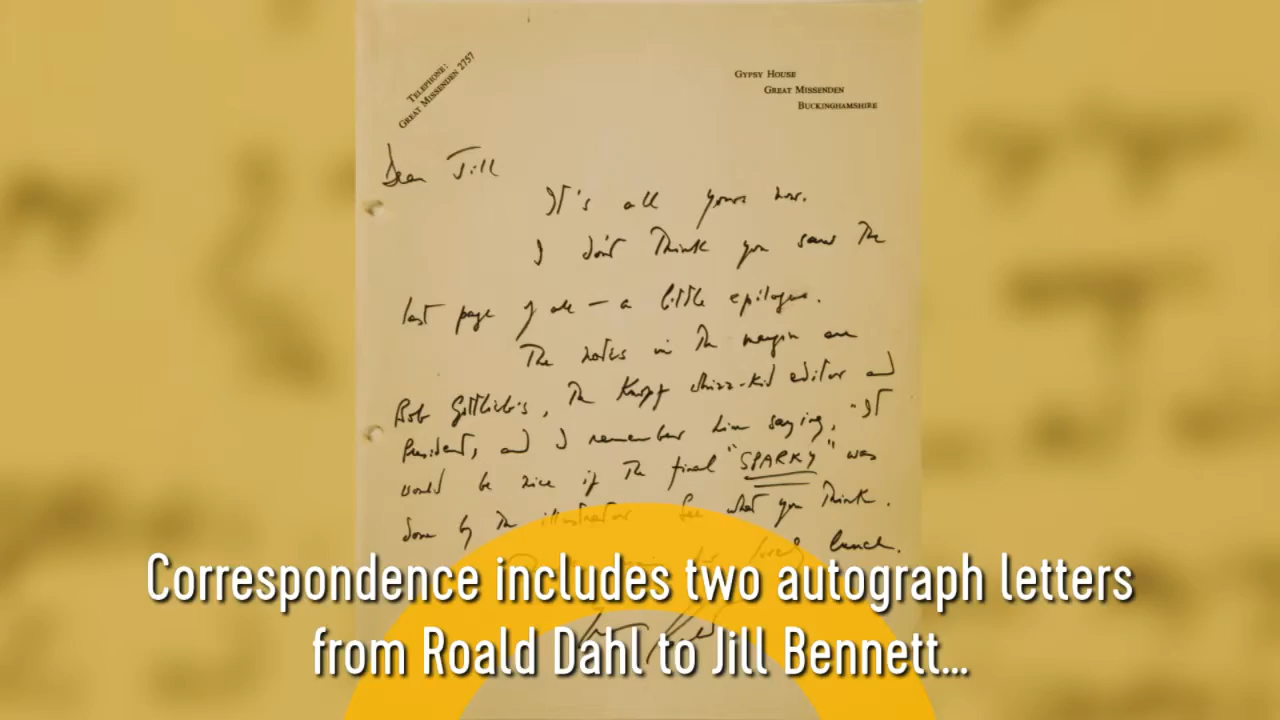 TELEPHONE:
GREAT MISSENDEN 2757
GYPSY HOUSE
GREAT MISSENDEN
BUCKINGHAMSHIRE
Dear Jill
It's all yours now.
I don't think you saw the
last page of all — a little epilogue.
The notes in the margin are
Bob Gottlieb's, the Knopf whizz-kid editor and
President, and I remember him saying, "It
would be nice if the final "SPARKY" was
done by the illustrator. See what you think.
lovely lunch.
Correspondence includes two autograph letters
from Roald Dahl to Jill Bennett...